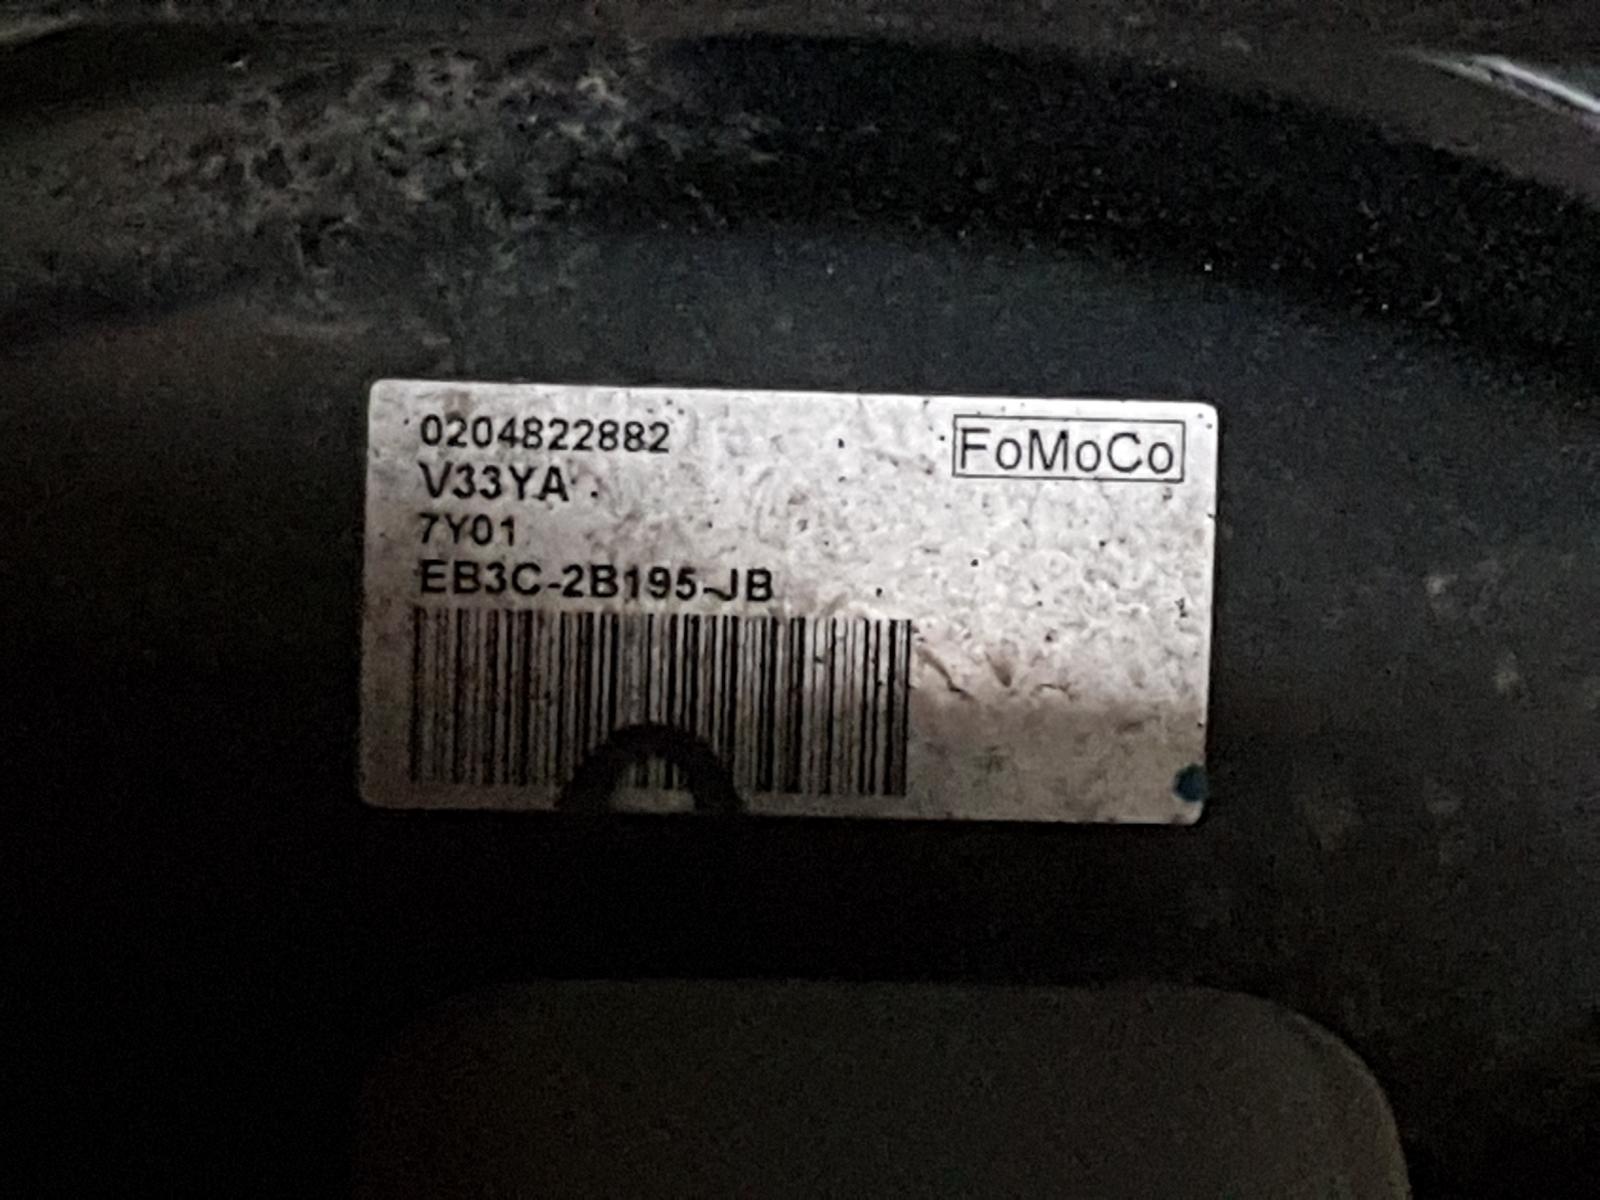 0204822882
FoMoCo
V33YA
7Y01
EB3C-2B195-JB